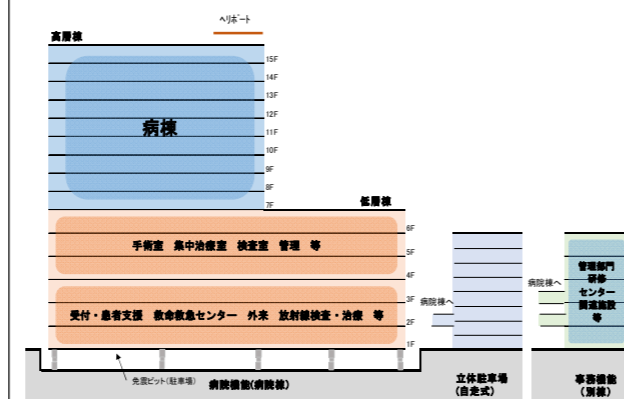 ヘリポート
高層棟
15F
14F
13F
12F
11F
10F
9F
8F
7F
病棟
低層棟
6F
5F
4F
3F
2F
1F
手術室 集中治療室 検査室 管理 等
受付・患者支援 救命救急センター 外来 放射線検査・治療 等
病院棟へ
病院棟へ
管理部門
研修
センター
関連施設
等
免震ピット(駐車場)
病院機能(病院棟)
立体駐車場
(自走式)
事務機能
(別棟)